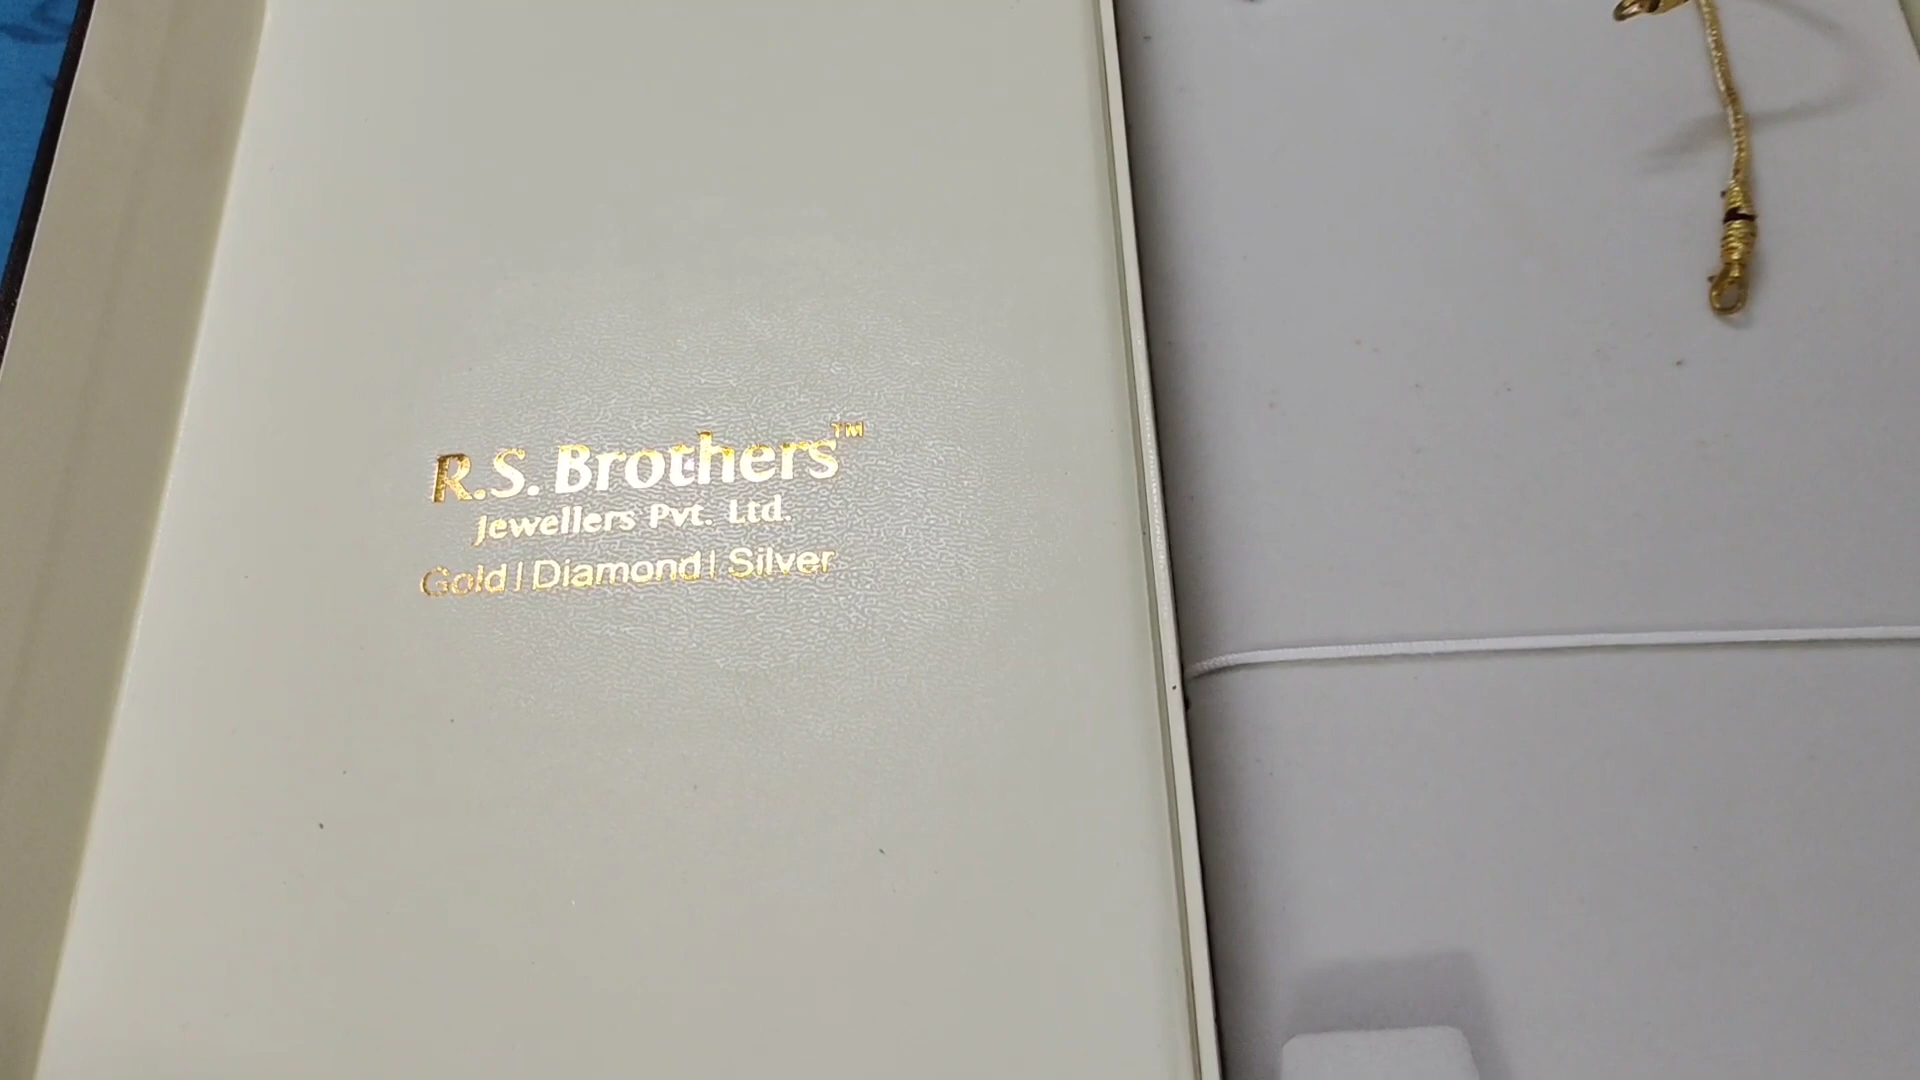 R.S. Brothers™
Jewellers Pvt. Ltd.
Gold | Diamond | Silver